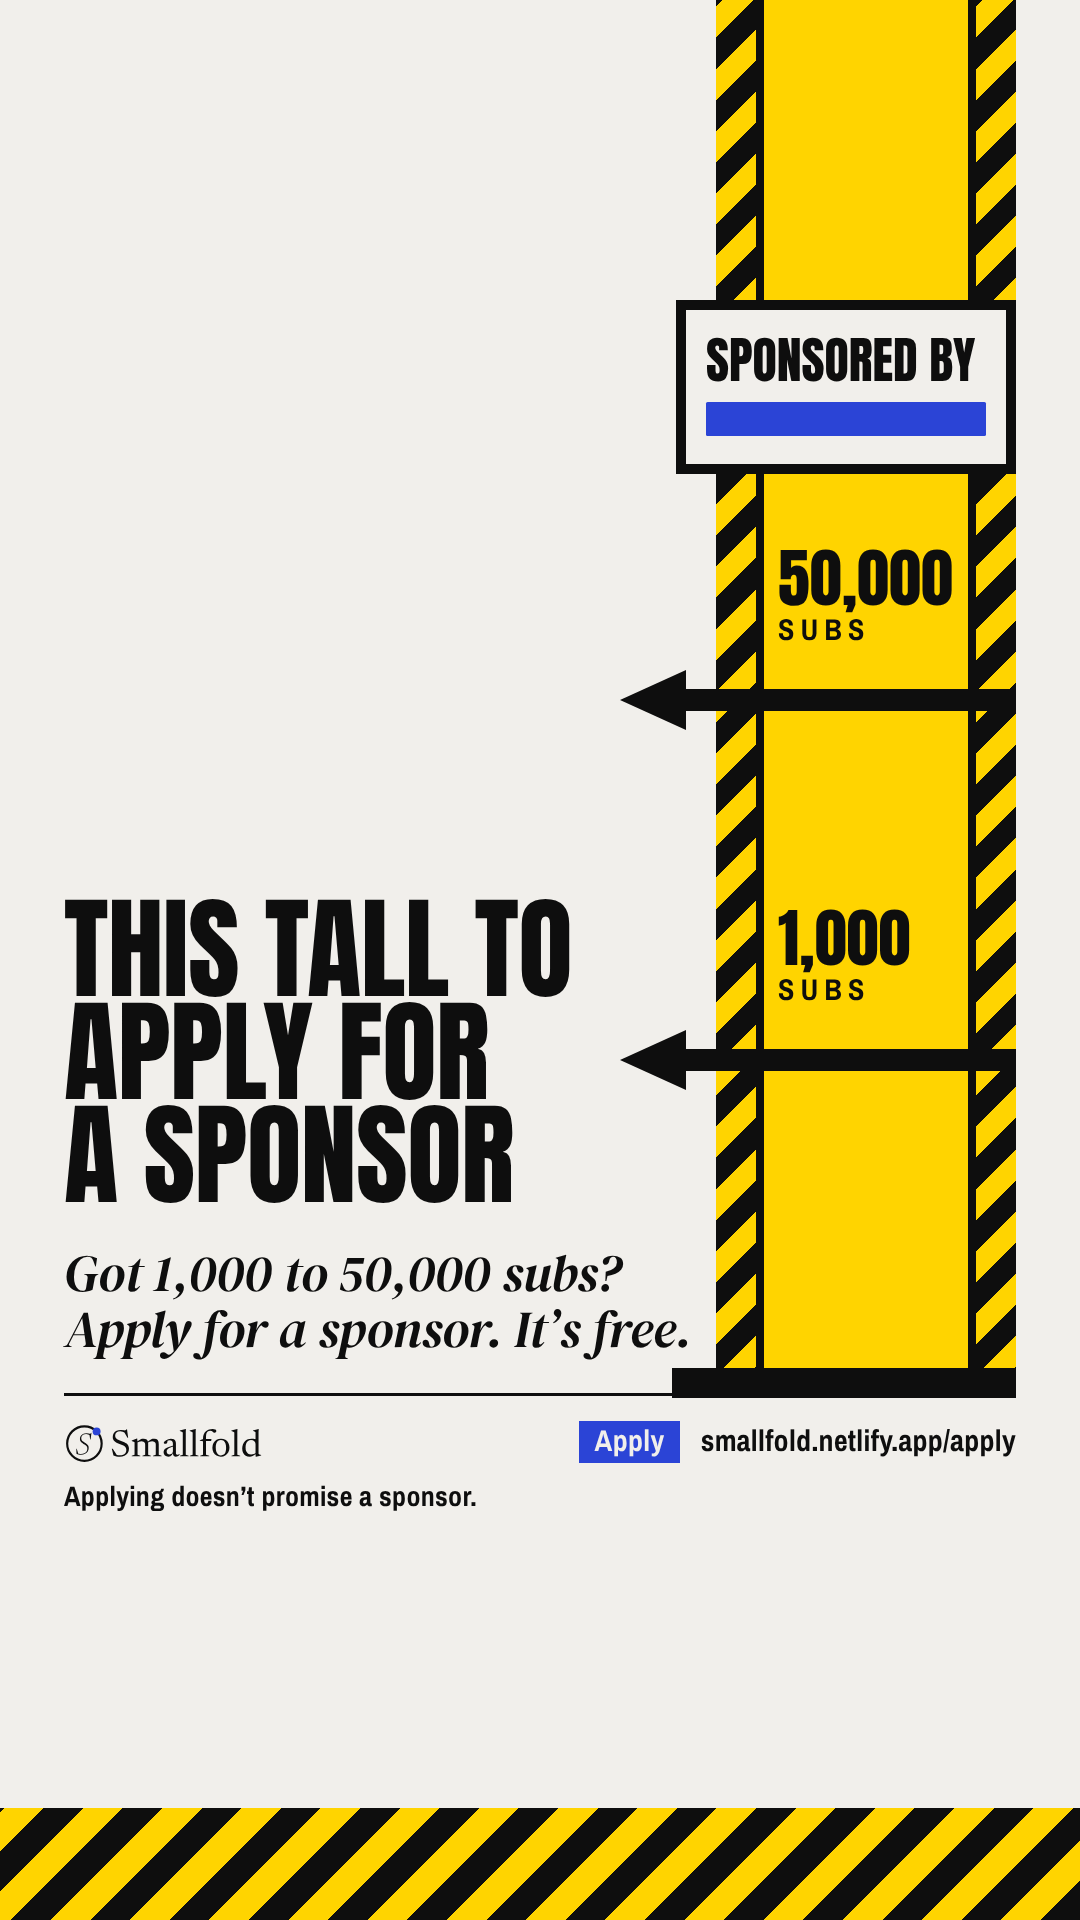 SPONSORED BY
50,000
SUBS
1,000
SUBS
THIS TALL TO
APPLY FOR
A SPONSOR
Got 1,000 to 50,000 subs?
Apply for a sponsor. It’s free.
S Smallfold
Apply smallfold.netlify.app/apply
Applying doesn’t promise a sponsor.